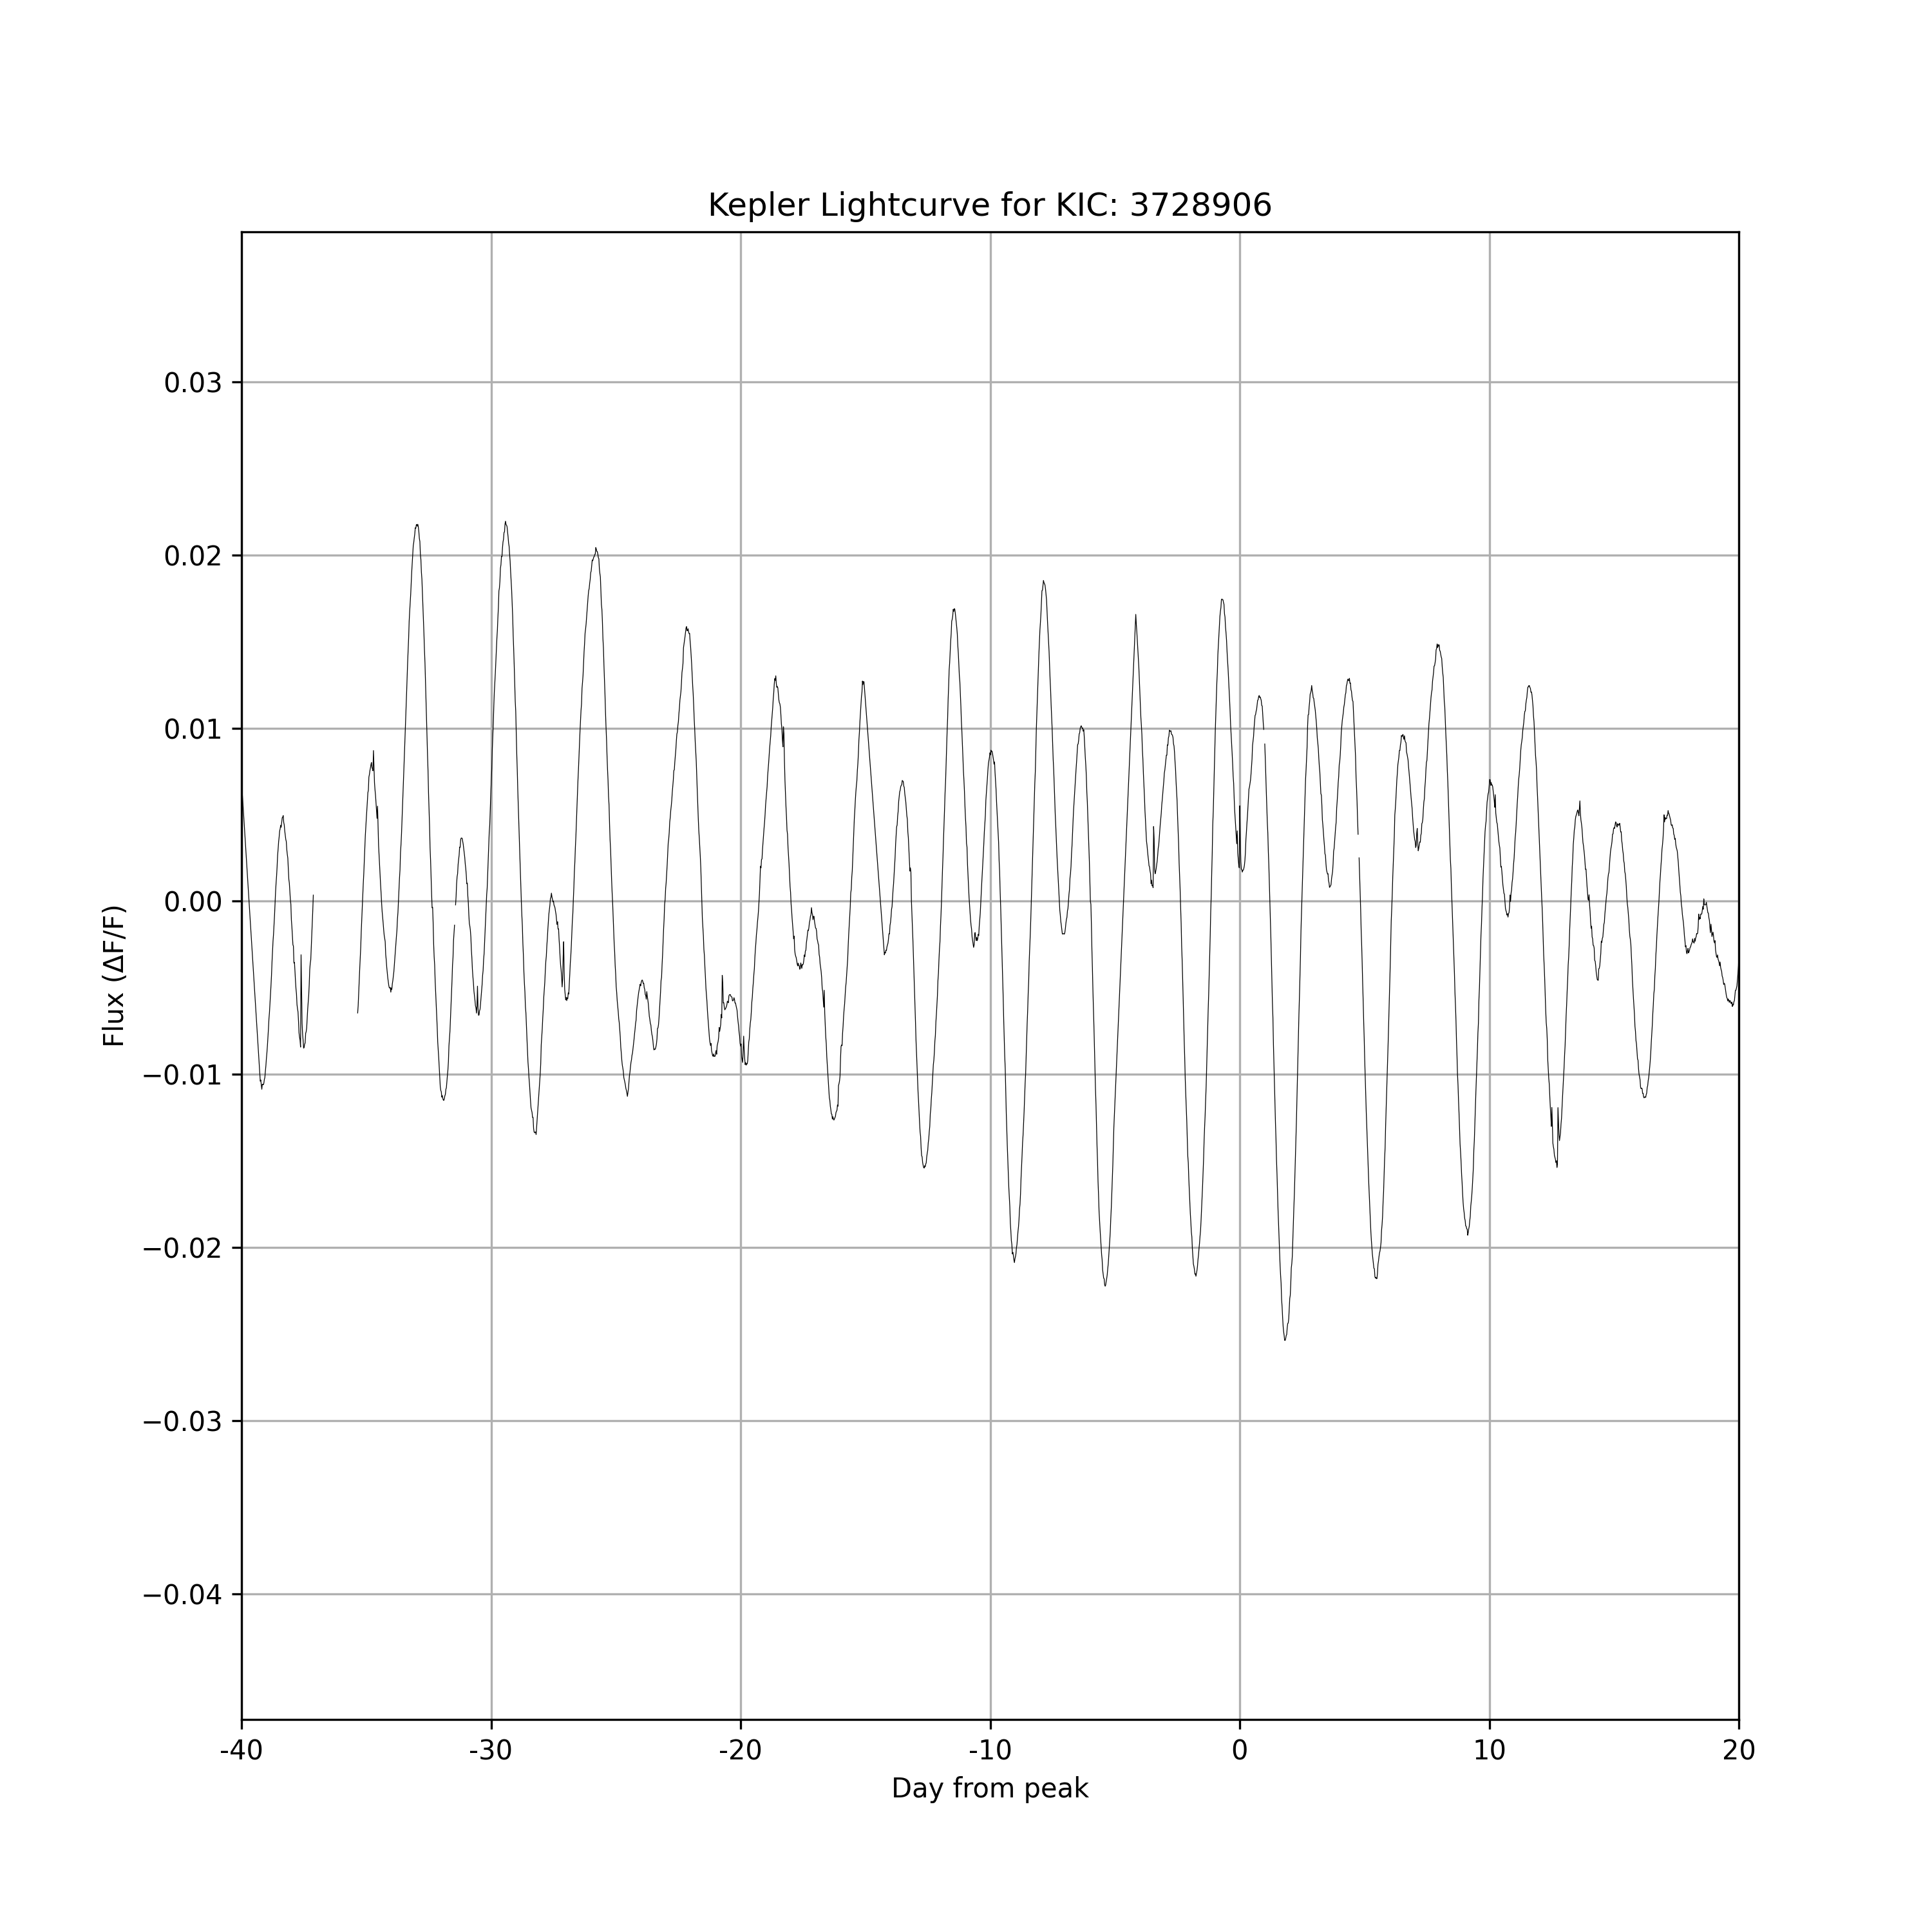 Kepler Lightcurve for KIC: 3728906
Flux (ΔF/F)
0.03
0.02
0.01
0.00
−0.01
−0.02
−0.03
−0.04
-40 -30 -20 -10 0 10 20
Day from peak